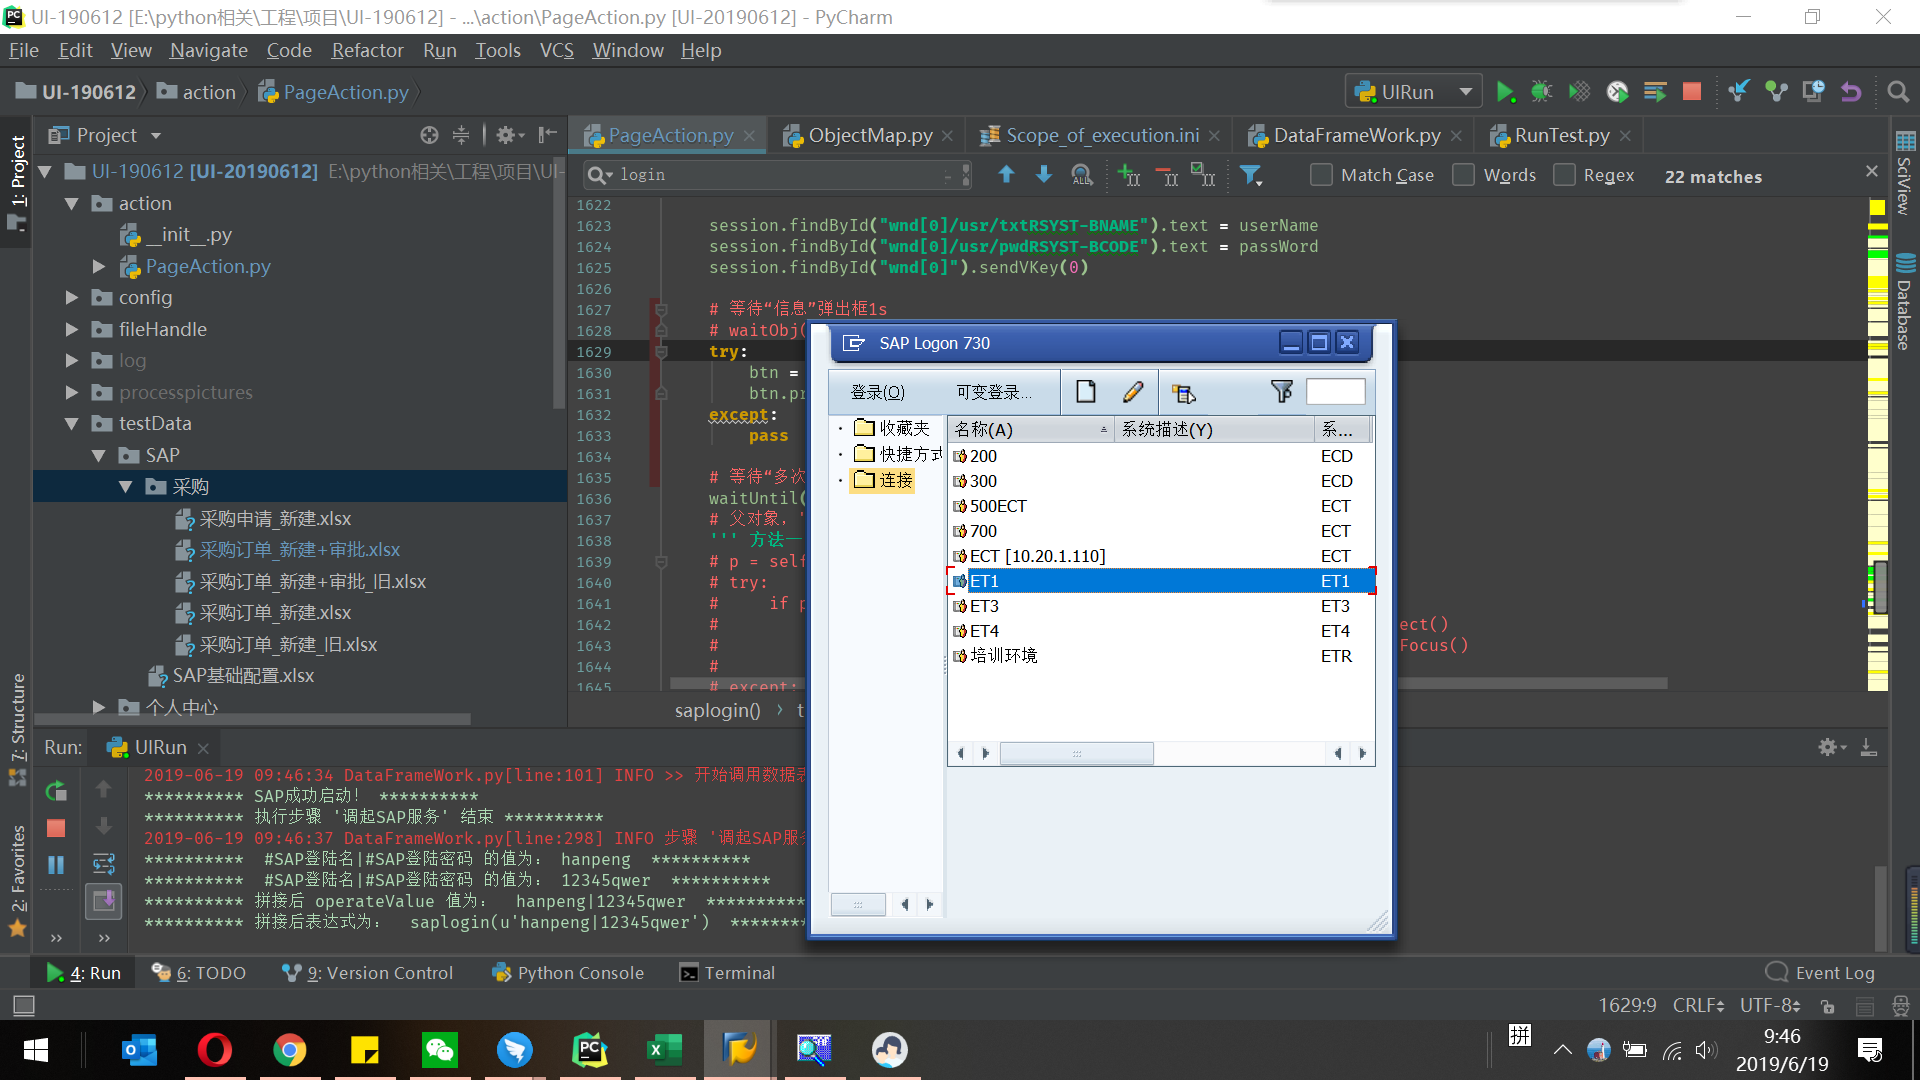 UI-190612 [E:\python相关\工程\项目\UI-190612] - ...\action\PageAction.py [UI-20190612] - PyCharm
File Edit View Navigate Code Refactor Run Tools VCS Window Help
UI-190612 action PageAction.py UIRun
Project
PageAction.py ObjectMap.py Scope_of_execution.ini DataFrameWork.py RunTest.py
login Match Case Words Regex 22 matches
1: Project
7: Structure
2: Favorites
SciView
Database
UI-190612 [UI-20190612] E:\python相关\工程\项目\UI-
action
__init__.py
PageAction.py
config
fileHandle
log
processpictures
testData
SAP
采购
采购申请_新建.xlsx
采购订单_新建+审批.xlsx
采购订单_新建+审批_旧.xlsx
采购订单_新建.xlsx
采购订单_新建_旧.xlsx
SAP基础配置.xlsx
个人中心
1622
1623 session.findById("wnd[0]/usr/txtRSYST-BNAME").text = userName
1624 session.findById("wnd[0]/usr/pwdRSYST-BCODE").text = passWord
1625 session.findById("wnd[0]").sendVKey(0)
1626
1627 # 等待“信息”弹出框1s
1628 # waitObj(
1629 try:
1630 btn =
1631 btn.pr
1632 except:
1633 pass
1634
1635 # 等待“多次
1636 waitUntil(
1637 # 父对象，
1638 ''' 方法一
1639 # p = self
1640 # try:
1641 # if p
1642 # ect()
1643 # Focus()
1644 #
1645 # except:
saplogin() t
SAP Logon 730
登录(O) 可变登录...
收藏夹
快捷方式
连接
名称(A) 系统描述(Y) 系...
200 ECD
300 ECD
500ECT ECT
700 ECT
ECT [10.20.1.110] ECT
ET1 ET1
ET3 ET3
ET4 ET4
培训环境 ETR
Run: UIRun
2019-06-19 09:46:34 DataFrameWork.py[line:101] INFO >> 开始调用数据表
********** SAP成功启动！ **********
********** 执行步骤 '调起SAP服务' 结束 **********
2019-06-19 09:46:37 DataFrameWork.py[line:298] INFO 步骤 '调起SAP服务
********** #SAP登陆名|#SAP登陆密码 的值为： hanpeng **********
********** #SAP登陆名|#SAP登陆密码 的值为： 12345qwer **********
********** 拼接后 operateValue 值为： hanpeng|12345qwer **********
********** 拼接后表达式为： saplogin(u'hanpeng|12345qwer') ********
4: Run 6: TODO 9: Version Control Python Console Terminal Event Log
1629:9 CRLF UTF-8
拼
9:46
2019/6/19